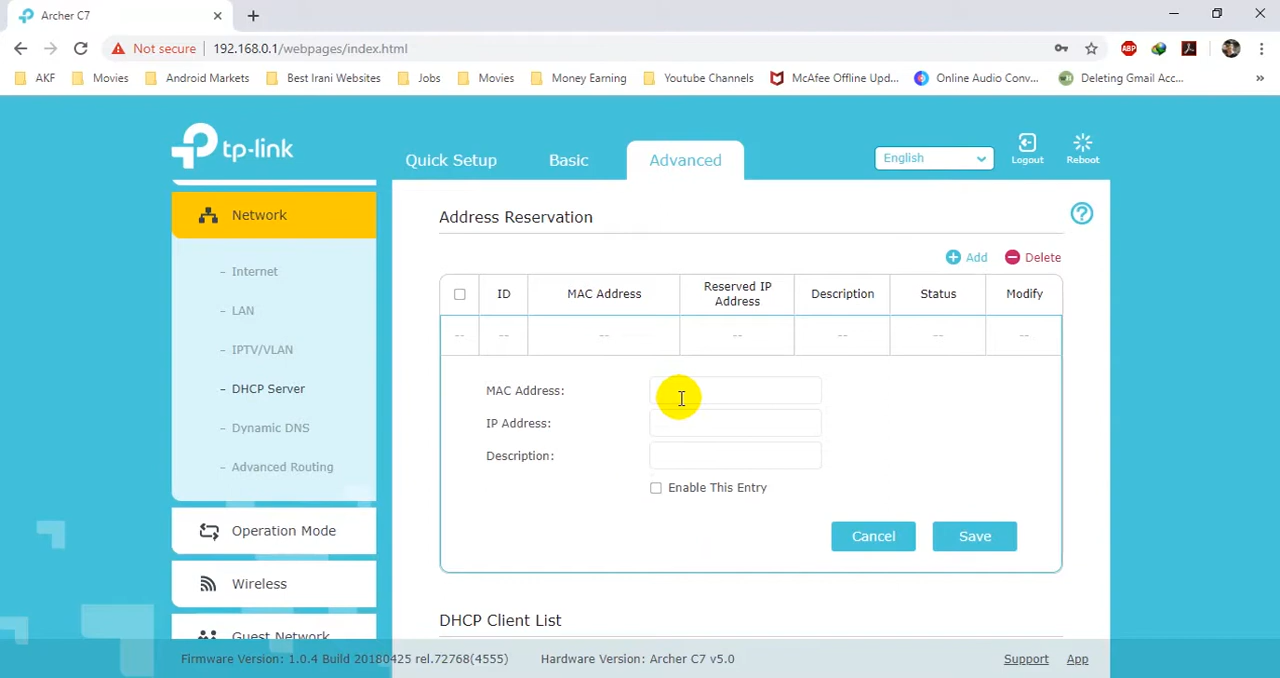 Archer C7
Not secure 192.168.0.1/webpages/index.html
ABP
AKF Movies Android Markets Best Irani Websites Jobs Movies Money Earning Youtube Channels McAfee Offline Upd... Online Audio Conv... Deleting Gmail Acc... »
tp-link
Quick Setup Basic Advanced English Logout Reboot
Network
- Internet
- LAN
- IPTV/VLAN
- DHCP Server
- Dynamic DNS
- Advanced Routing
Operation Mode
Wireless
Guest Network
Address Reservation
Add Delete
ID MAC Address Reserved IP Address Description Status Modify
-- -- -- -- -- -- --
MAC Address:
IP Address:
Description:
Enable This Entry
Cancel Save
DHCP Client List
Firmware Version: 1.0.4 Build 20180425 rel.72768(4555) Hardware Version: Archer C7 v5.0 Support App